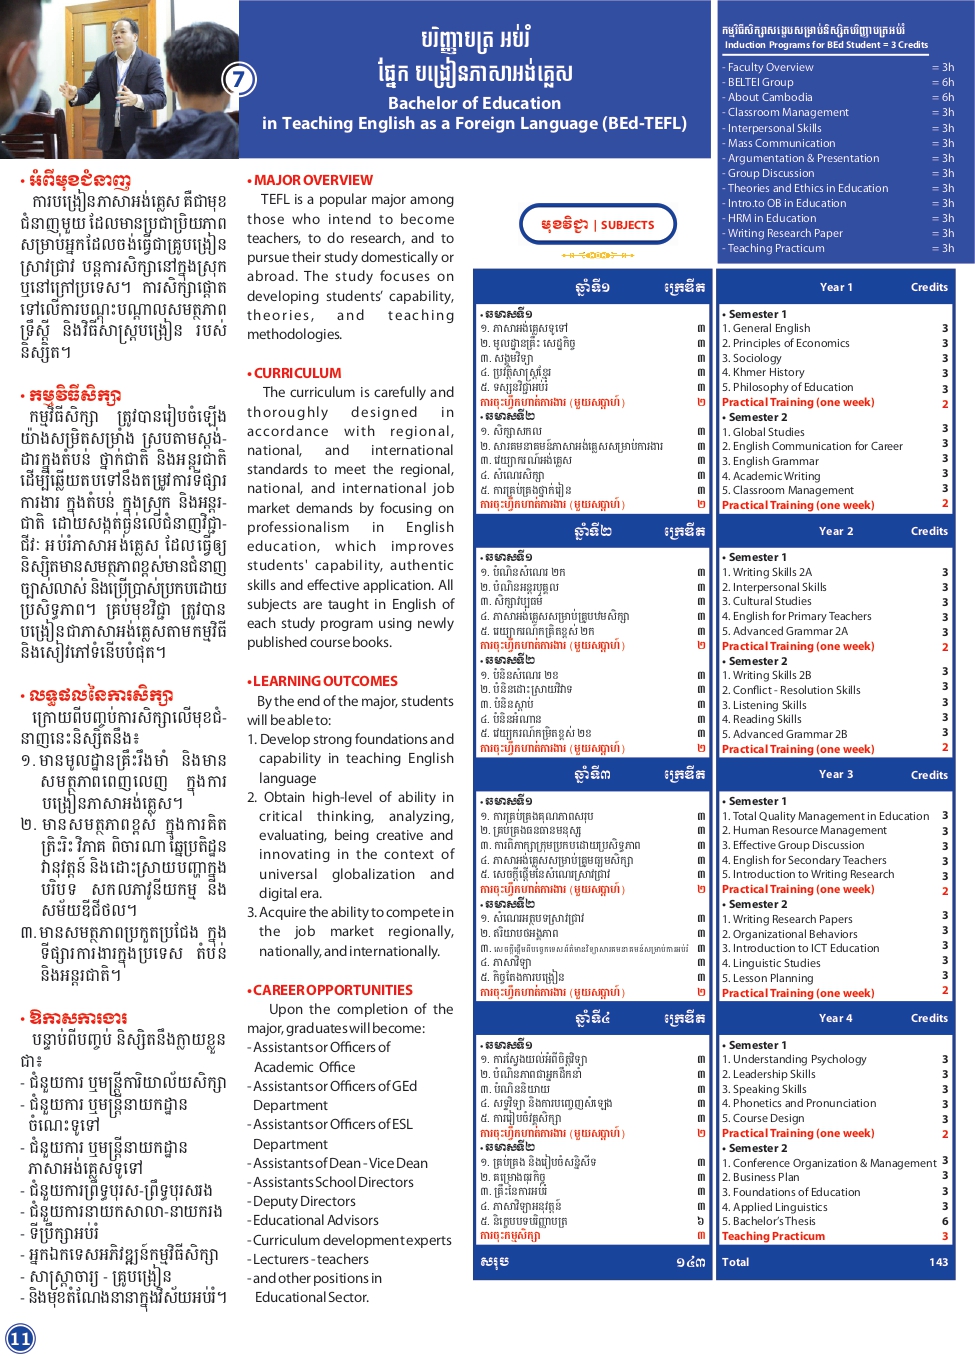 7
បរិញ្ញាបត្រ អប់រំ
ផ្នែក បង្រៀនភាសាអង់គ្លេស
Bachelor of Education
in Teaching English as a Foreign Language (BEd-TEFL)
កម្មវិធីសិក្សាសង្ខេបសម្រាប់និស្សិតបរិញ្ញាបត្រអប់រំ
Induction Programs for BEd Student = 3 Credits
- Faculty Overview = 3h
- BELTEI Group = 6h
- About Cambodia = 6h
- Classroom Management = 3h
- Interpersonal Skills = 3h
- Mass Communication = 3h
- Argumentation & Presentation = 3h
- Group Discussion = 3h
- Theories and Ethics in Education = 3h
- Intro.to OB in Education = 3h
- HRM in Education = 3h
- Writing Research Paper = 3h
- Teaching Practicum = 3h
• អំពីមុខជំនាញ
ការបង្រៀនភាសាអង់គ្លេស គឺជាមុខ
ជំនាញមួយ ដែលមានប្រជាប្រិយភាព
សម្រាប់អ្នកដែលចង់ធ្វើជាគ្រូបង្រៀន
ស្រាវជ្រាវ បន្តការសិក្សានៅក្នុងស្រុក
ឬនៅក្រៅប្រទេស។ ការសិក្សាផ្តោត
ទៅលើការបណ្តុះបណ្តាលសមត្ថភាព
ទ្រឹស្តី និងវិធីសាស្ត្របង្រៀន របស់
និស្សិត។
• កម្មវិធីសិក្សា
កម្មវិធីសិក្សា ត្រូវបានរៀបចំឡើង
យ៉ាងសម្រិតសម្រាំង ស្របតាមស្តង់-
ដារក្នុងតំបន់ ថ្នាក់ជាតិ និងអន្តរជាតិ
ដើម្បីឆ្លើយតបទៅនឹងតម្រូវការទីផ្សារ
ការងារ ក្នុងតំបន់ ក្នុងស្រុក និងអន្តរ-
ជាតិ ដោយសង្កត់ធ្ងន់លើជំនាញវិជ្ជា-
ជីវៈ អប់រំភាសាអង់គ្លេស ដែលធ្វើឲ្យ
និស្សិតមានសមត្ថភាពខ្ពស់មានជំនាញ
ច្បាស់លាស់ និងប្រើប្រាស់ប្រកបដោយ
ប្រសិទ្ធភាព។ គ្រប់មុខវិជ្ជា ត្រូវបាន
បង្រៀនជាភាសាអង់គ្លេសតាមកម្មវិធី
និងសៀវភៅទំនើបបំផុត។
• លទ្ធផលនៃការសិក្សា
ក្រោយពីបញ្ចប់ការសិក្សាលើមុខជំ-
នាញនេះនិស្សិតនឹង៖
១. មានមូលដ្ឋានគ្រឹះរឹងមាំ និងមាន
សមត្ថភាពពេញលេញ ក្នុងការ
បង្រៀនភាសាអង់គ្លេស។
២. មានសមត្ថភាពខ្ពស់ ក្នុងការគិត
ត្រិះរិះ វិភាគ ពិចារណា ឆ្នៃប្រតិដ្ឋន
វានុវត្តន៍ និងដោះស្រាយបញ្ហាក្នុង
បរិបទ សកលភាវូនីយកម្ម និង
សម័យឌីជីថល។
៣. មានសមត្ថភាពប្រកួតប្រជែង ក្នុង
ទីផ្សារការងារក្នុងប្រទេស តំបន់
និងអន្តរជាតិ។
• ឱកាសការងារ
បន្ទាប់ពីបញ្ចប់ និស្សិតនឹងក្លាយខ្លួន
ជា៖
- ជំនួយការ ឬមន្ត្រីការិយាល័យសិក្សា
- ជំនួយការ ឬមន្ត្រីនាយកដ្ឋាន
ចំណេះទូទៅ
- ជំនួយការ ឬមន្ត្រីនាយកដ្ឋាន
ភាសាអង់គ្លេសទូទៅ
- ជំនួយការព្រឹទ្ធបុរស-ព្រឹទ្ធបុរសរង
- ជំនួយការនាយកសាលា-នាយករង
- ទីប្រឹក្សាអប់រំ
- អ្នកឯកទេសអភិវឌ្ឍន៍កម្មវិធីសិក្សា
- សាស្ត្រាចារ្យ - គ្រូបង្រៀន
- និងមុខតំណែងនានាក្នុងវិស័យអប់រំ។
• MAJOR OVERVIEW
TEFL is a popular major among
those who intend to become
teachers, to do research, and to
pursue their study domestically or
abroad. The study focuses on
developing students' capability,
theories, and teaching
methodologies.
• CURRICULUM
The curriculum is carefully and
thoroughly designed in
accordance with regional,
national, and international
standards to meet the regional,
national, and international job
market demands by focusing on
professionalism in English
education, which improves
students' capability, authentic
skills and effective application. All
subjects are taught in English of
each study program using newly
published course books.
• LEARNING OUTCOMES
By the end of the major, students
will be able to:
1. Develop strong foundations and
capability in teaching English
language
2. Obtain high-level of ability in
critical thinking, analyzing,
evaluating, being creative and
innovating in the context of
universal globalization and
digital era.
3. Acquire the ability to compete in
the job market regionally,
nationally, and internationally.
• CAREER OPPORTUNITIES
Upon the completion of the
major, graduates will become:
- Assistants or Officers of
Academic Office
- Assistants or Officers of GEd
Department
- Assistants or Officers of ESL
Department
- Assistants of Dean - Vice Dean
- Assistants School Directors
- Deputy Directors
- Educational Advisors
- Curriculum development experts
- Lecturers - teachers
- and other positions in
Educational Sector.
មុខវិជ្ជា | SUBJECTS
ឆ្នាំទី១ ក្រេឌីត
• ឆមាសទី១
១. ភាសាអង់គ្លេសទូទៅ ៣
២. មូលដ្ឋានគ្រឹះ សេដ្ឋកិច្ច ៣
៣. សង្គមវិទ្យា ៣
៤. ប្រវត្តិសាស្ត្រខ្មែរ ៣
៥. ទស្សនវិជ្ជាអប់រំ ៣
ការចុះហ្វឹកហាត់ការងារ (មួយសប្តាហ៍) ២
• ឆមាសទី២
១. សិក្សាសកល ៣
២. សារគមនាគមន៍ភាសាអង់គ្លេសសម្រាប់ការងារ ៣
៣. វេយ្យាករណ៍អង់គ្លេស ៣
៤. សំណេរសិក្សា ៣
៥. ការគ្រប់គ្រងថ្នាក់រៀន ៣
ការចុះហ្វឹកហាត់ការងារ (មួយសប្តាហ៍) ២
ឆ្នាំទី២ ក្រេឌីត
• ឆមាសទី១
១. បំណិនសំណេរ ២ក ៣
២. បំណិនអន្តរបុគ្គល ៣
៣. សិក្សាវប្បធម៌ ៣
៤. ភាសាអង់គ្លេសសម្រាប់គ្រូបឋមសិក្សា ៣
៥. វេយ្យាករណ៍កម្រិតខ្ពស់ ២ក ៣
ការចុះហ្វឹកហាត់ការងារ (មួយសប្តាហ៍) ២
• ឆមាសទី២
១. បំនិនសំណេរ ២ខ ៣
២. បំនិនដោះស្រាយវិវាទ ៣
៣. បំនិនស្តាប់ ៣
៤. បំនិនអំណាន ៣
៥. វេយ្យករណ៍កម្រិតខ្ពស់ ២ខ ៣
ការចុះហ្វឹកហាត់ការងារ (មួយសប្តាហ៍) ២
ឆ្នាំទី៣ ក្រេឌីត
• ឆមាសទី១
១. ការគ្រប់គ្រងគុណភាពសរុប ៣
២. គ្រប់គ្រងធនធានមនុស្ស ៣
៣. ការពិភាក្សាក្រុមប្រកបដោយប្រសិទ្ធភាព ៣
៤. ភាសាអង់គ្លេសសម្រាប់គ្រូមធ្យមសិក្សា ៣
៥. សេចក្តីផ្តើមនៃសំណេរស្រាវជ្រាវ ៣
ការចុះហ្វឹកហាត់ការងារ (មួយសប្តាហ៍) ២
• ឆមាសទី២
១. សំណេរអត្ថបទស្រាវជ្រាវ ៣
២. ឥរិយាបថអង្គភាព ៣
៣. សេចក្តីផ្តើមពីបច្ចេកទេសព័ត៌មានវិទ្យាសារគមនាគមន៍សម្រាប់ការអប់រំ ៣
៤. ភាសាវិទ្យា ៣
៥. កិច្ចតែងការបង្រៀន ៣
ការចុះហ្វឹកហាត់ការងារ (មួយសប្តាហ៍) ២
ឆ្នាំទី៤ ក្រេឌីត
• ឆមាសទី១
១. ការស្វែងយល់អំពីចិត្តវិទ្យា ៣
២. បំណិនភាពជាអ្នកដឹកនាំ ៣
៣. បំណិននិយាយ ៣
៤. សទ្ទវិទ្យា និងការបញ្ចេញសំឡេង ៣
៥. ការរៀបចំវគ្គសិក្សា ៣
ការចុះហ្វឹកហាត់ការងារ (មួយសប្តាហ៍) ២
• ឆមាសទី២
១. គ្រប់គ្រង និងរៀបចំសន្និសីទ ៣
២. គម្រោងធុរកិច្ច ៣
៣. គ្រឹះនៃការអប់រំ ៣
៤. ភាសាវិទ្យាអនុវត្តន៍ ៣
៥. និក្ខេបបទបរិញ្ញាបត្រ ៦
ការចុះកម្មសិក្សា ៣
សរុប ១៤៣
Year 1 Credits
• Semester 1
1. General English 3
2. Principles of Economics 3
3. Sociology 3
4. Khmer History 3
5. Philosophy of Education 3
Practical Training (one week) 2
• Semester 2
1. Global Studies 3
2. English Communication for Career 3
3. English Grammar 3
4. Academic Writing 3
5. Classroom Management 3
Practical Training (one week) 2
Year 2 Credits
• Semester 1
1. Writing Skills 2A 3
2. Interpersonal Skills 3
3. Cultural Studies 3
4. English for Primary Teachers 3
5. Advanced Grammar 2A 3
Practical Training (one week) 2
• Semester 2
1. Writing Skills 2B 3
2. Conflict - Resolution Skills 3
3. Listening Skills 3
4. Reading Skills 3
5. Advanced Grammar 2B 3
Practical Training (one week) 2
Year 3 Credits
• Semester 1
1. Total Quality Management in Education 3
2. Human Resource Management 3
3. Effective Group Discussion 3
4. English for Secondary Teachers 3
5. Introduction to Writing Research 3
Practical Training (one week) 2
• Semester 2
1. Writing Research Papers 3
2. Organizational Behaviors 3
3. Introduction to ICT Education 3
4. Linguistic Studies 3
5. Lesson Planning 3
Practical Training (one week) 2
Year 4 Credits
• Semester 1
1. Understanding Psychology 3
2. Leadership Skills 3
3. Speaking Skills 3
4. Phonetics and Pronunciation 3
5. Course Design 3
Practical Training (one week) 2
• Semester 2
1. Conference Organization & Management 3
2. Business Plan 3
3. Foundations of Education 3
4. Applied Linguistics 3
5. Bachelor's Thesis 6
Teaching Practicum 3
Total 143
11